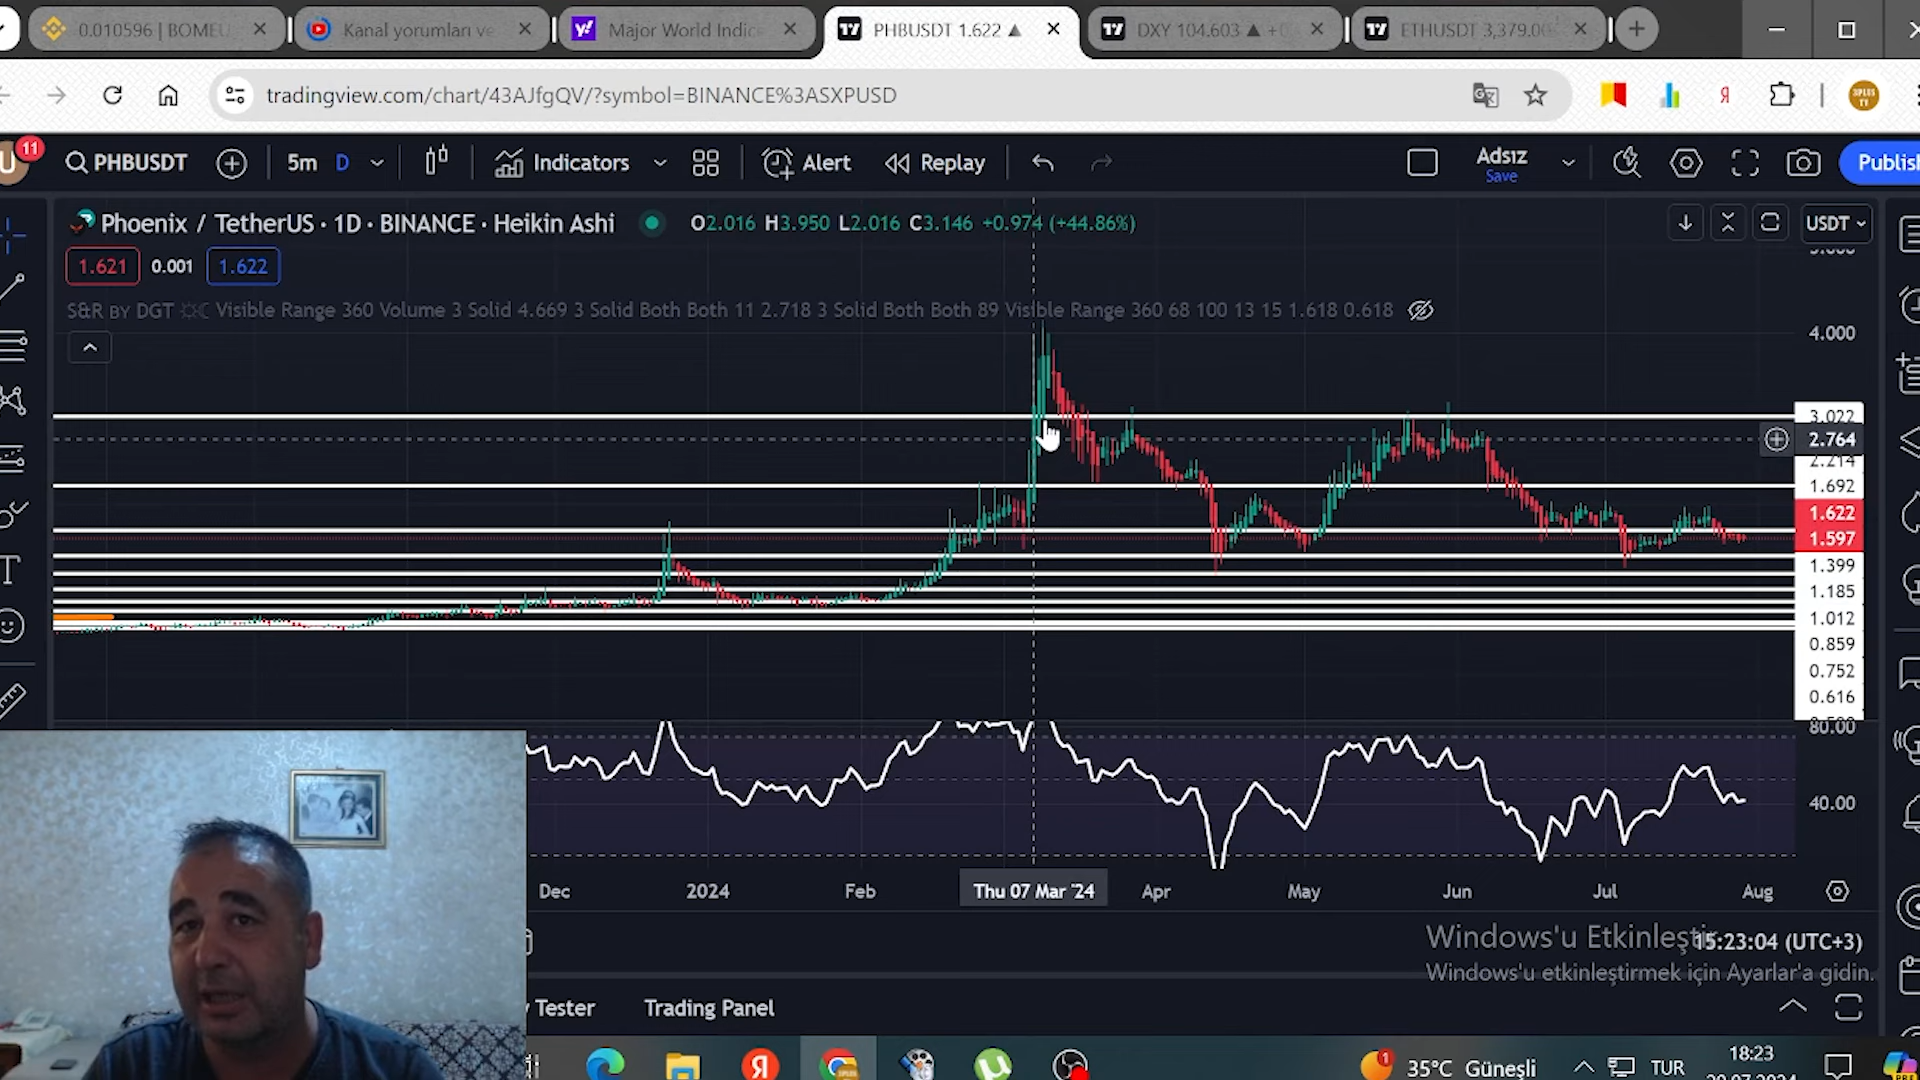 0.010596 | BOMEU
Kanal yorumları ve
Major World Indic
PHBUSDT 1.622 ▲
DXY 104.603 ▲ +0
ETHUSDT 3,379.00
tradingview.com/chart/43AJfgQV/?symbol=BINANCE%3ASXPUSD
11
PHBUSDT
5m
D
Indicators
Alert
Replay
Adsız
Save
Publish
Phoenix / TetherUS · 1D · BINANCE · Heikin Ashi
O2.016 H3.950 L2.016 C3.146 +0.974 (+44.86%)
USDT
1.621
0.001
1.622
S&R BY DGT
Visible Range 360 Volume 3 Solid 4.669 3 Solid Both Both 11 2.718 3 Solid Both Both 89 Visible Range 360 68 100 13 15 1.618 0.618
4.000
3.022
2.764
2.214
1.692
1.622
1.597
1.399
1.185
1.012
0.859
0.752
0.616
80.00
40.00
Dec
2024
Feb
Thu 07 Mar '24
Apr
May
Jun
Jul
Aug
Windows'u Etkinleştir
15:23:04 (UTC+3)
Windows'u etkinleştirmek için Ayarlar'a gidin.
Tester
Trading Panel
1
35°C Güneşli
TUR
18:23